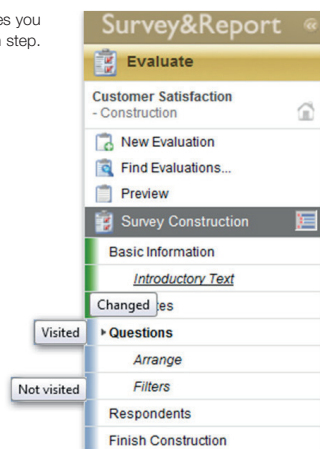 es you
step.
Survey&Report
Evaluate
Customer Satisfaction
- Construction
New Evaluation
Find Evaluations...
Preview
Survey Construction
Basic Information
Introductory Text
Changed
es
Visited
Questions
Arrange
Not visited
Filters
Respondents
Finish Construction